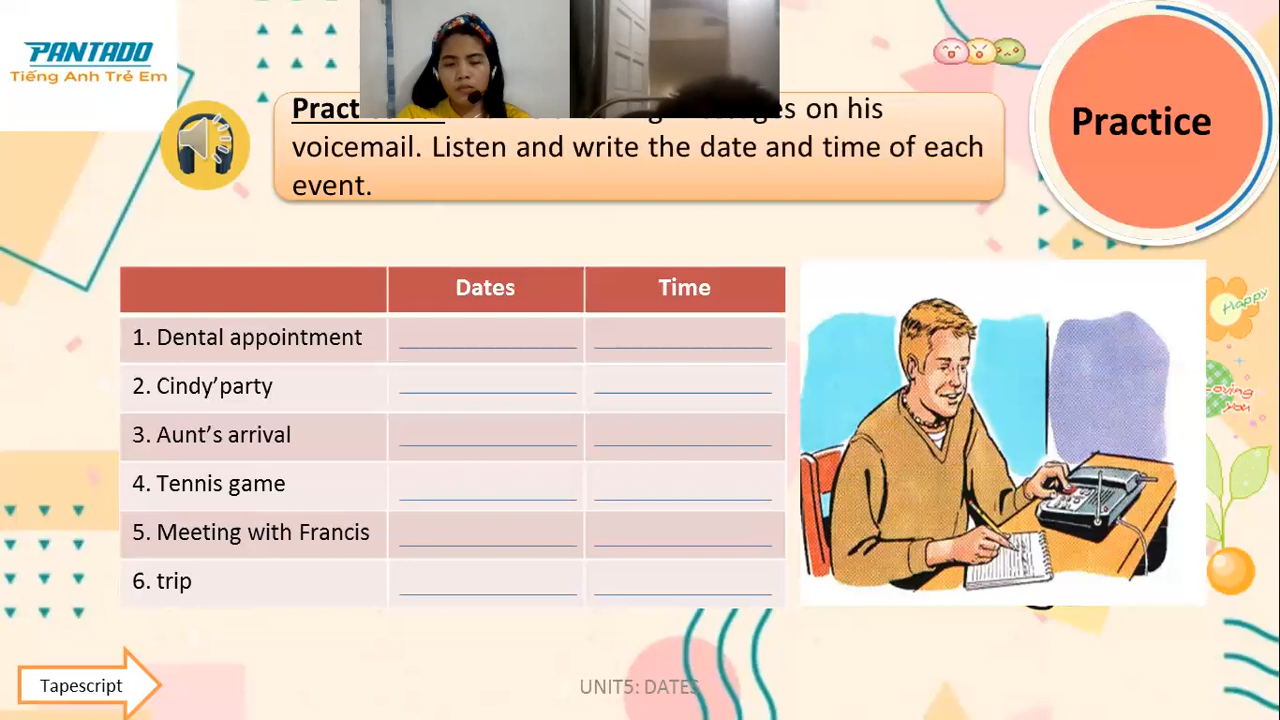 PANTADO
Tiếng Anh Trẻ Em
Practice
on his
voicemail. Listen and write the date and time of each
event.
Dates Time
1. Dental appointment
2. Cindy’party
3. Aunt’s arrival
4. Tennis game
5. Meeting with Francis
6. trip
Happy
Loving
You
Tapescript
UNIT5: DATES